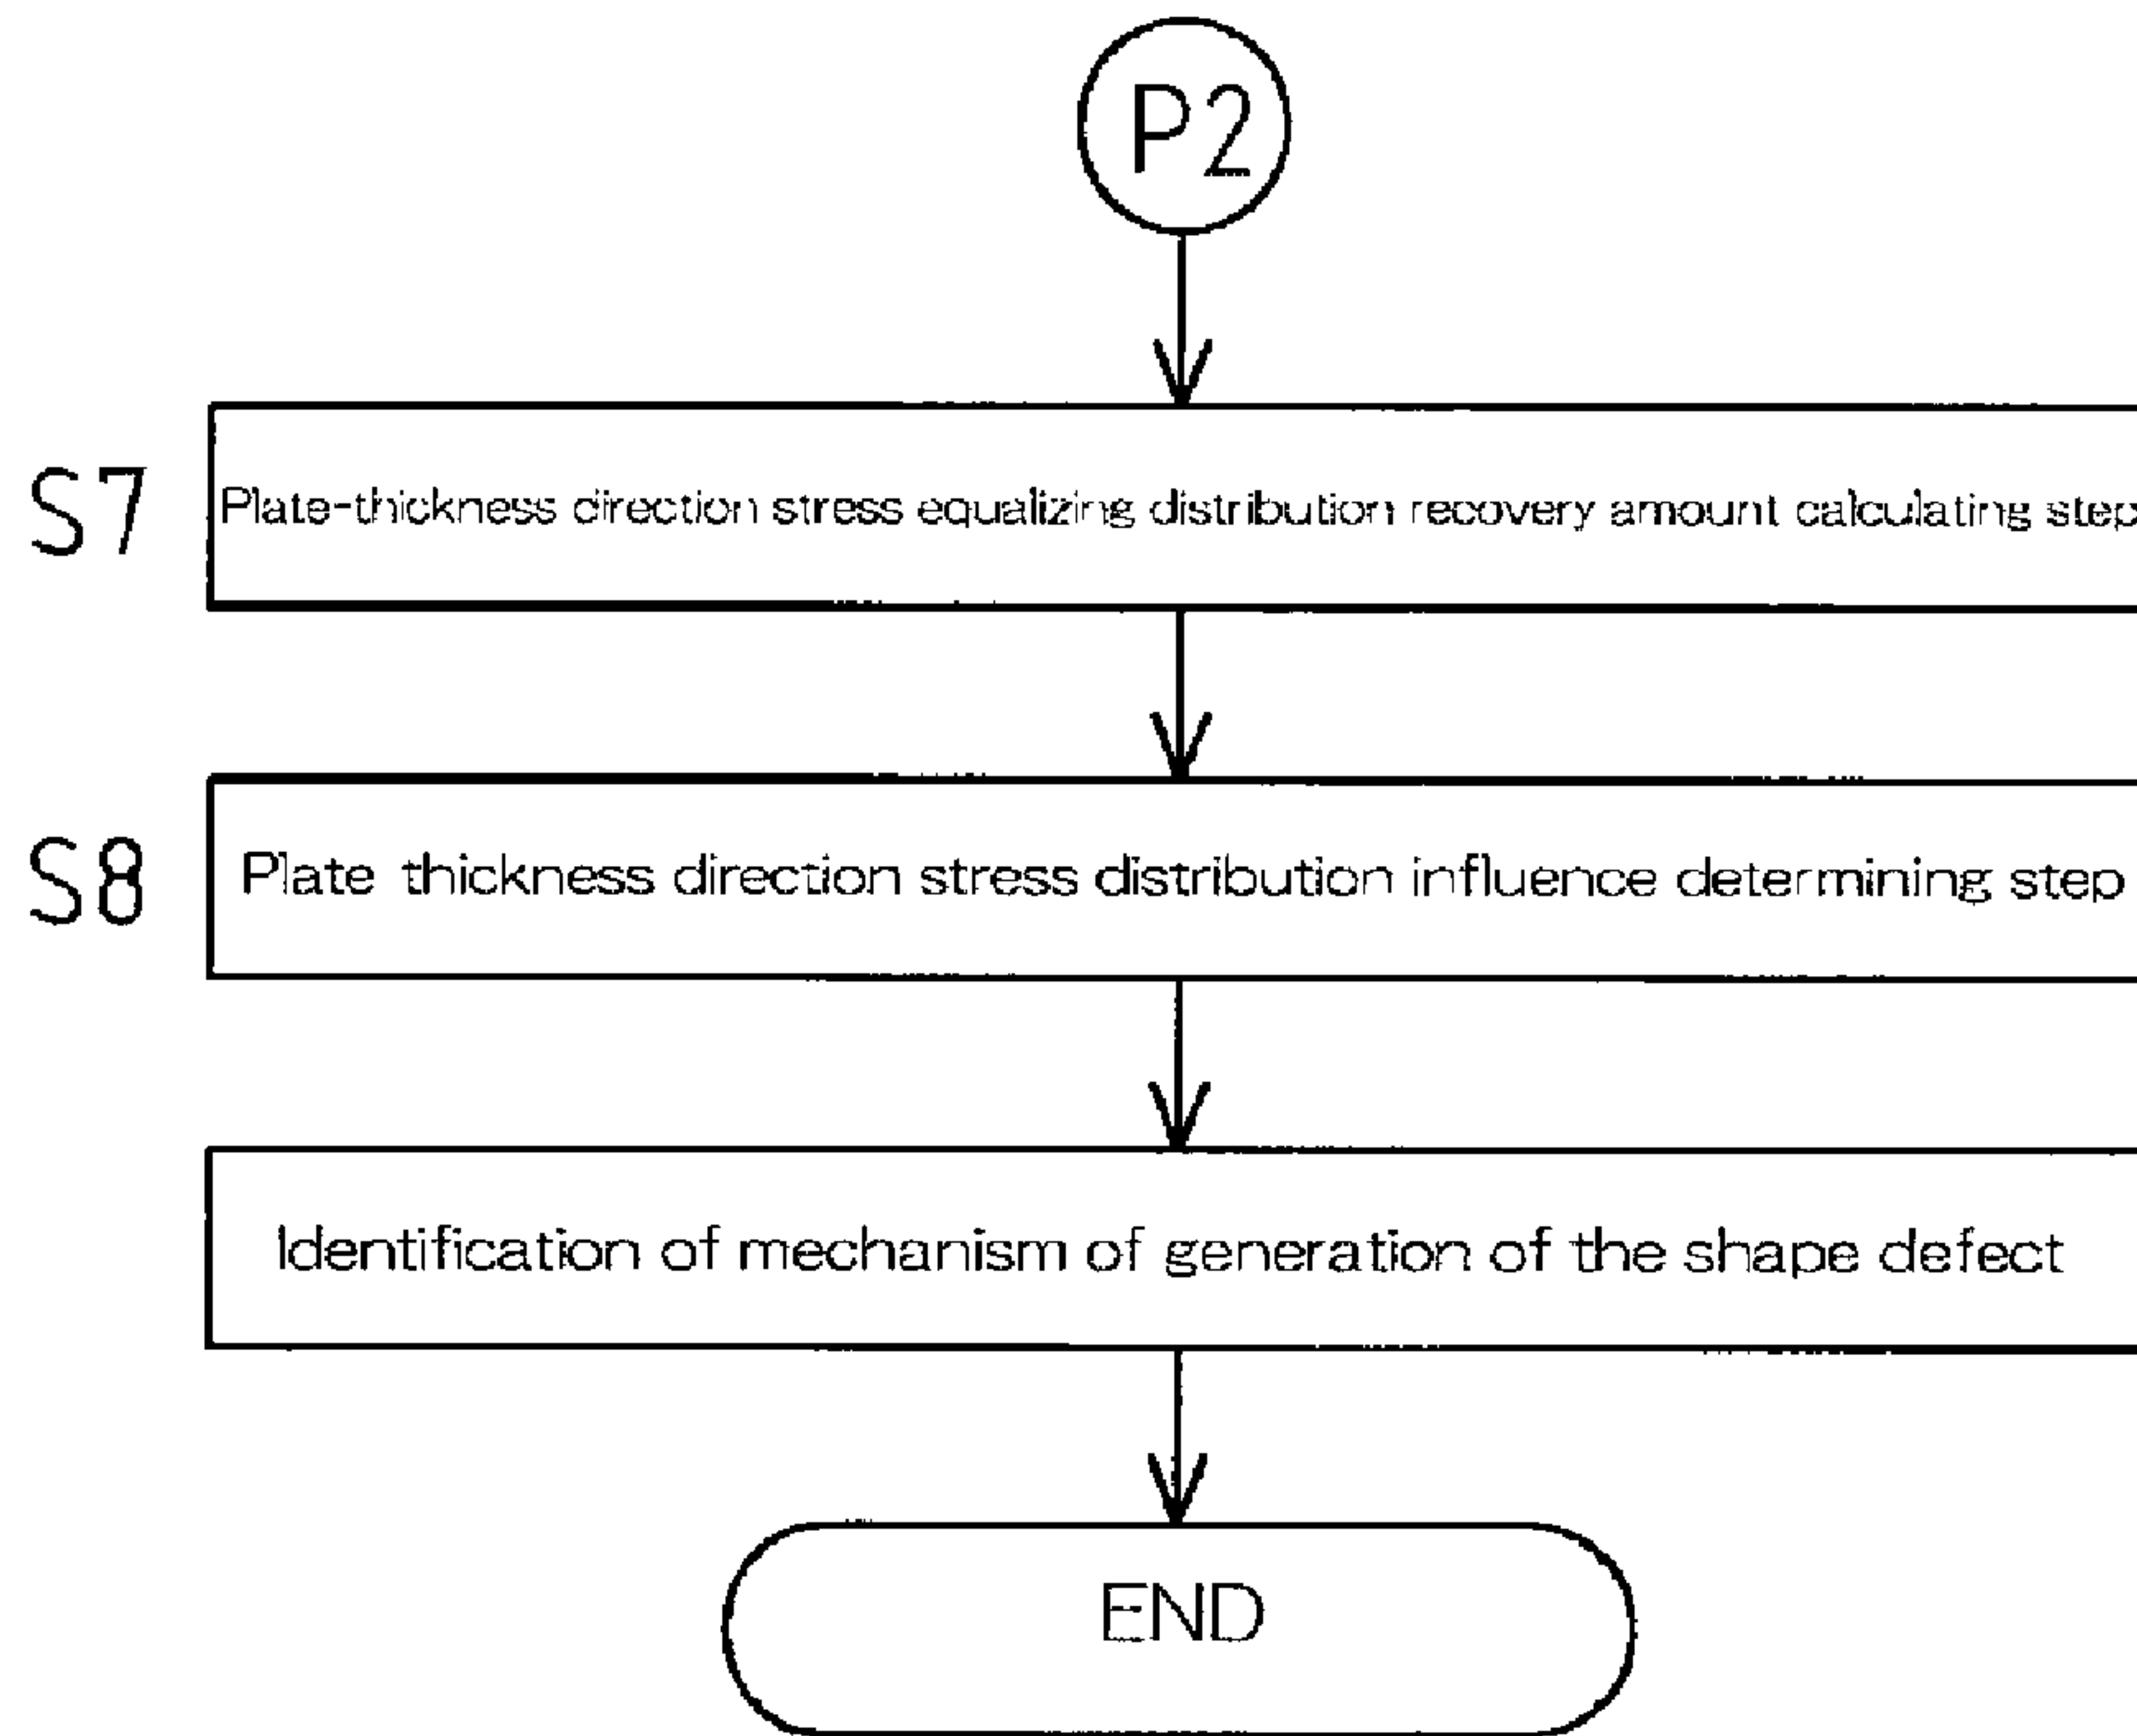 P2
S7
Plate-thickness direction stress equalizing distribution recovery amount calculating step
S8
Plate thickness direction stress distribution influence determining step
Identification of mechanism of generation of the shape defect
END